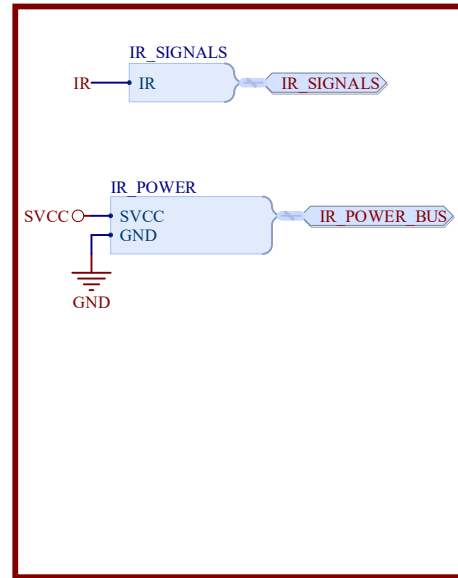 IR_SIGNALS
IR IR IR_SIGNALS
IR_POWER
SVCC SVCC IR_POWER_BUS
GND
GND